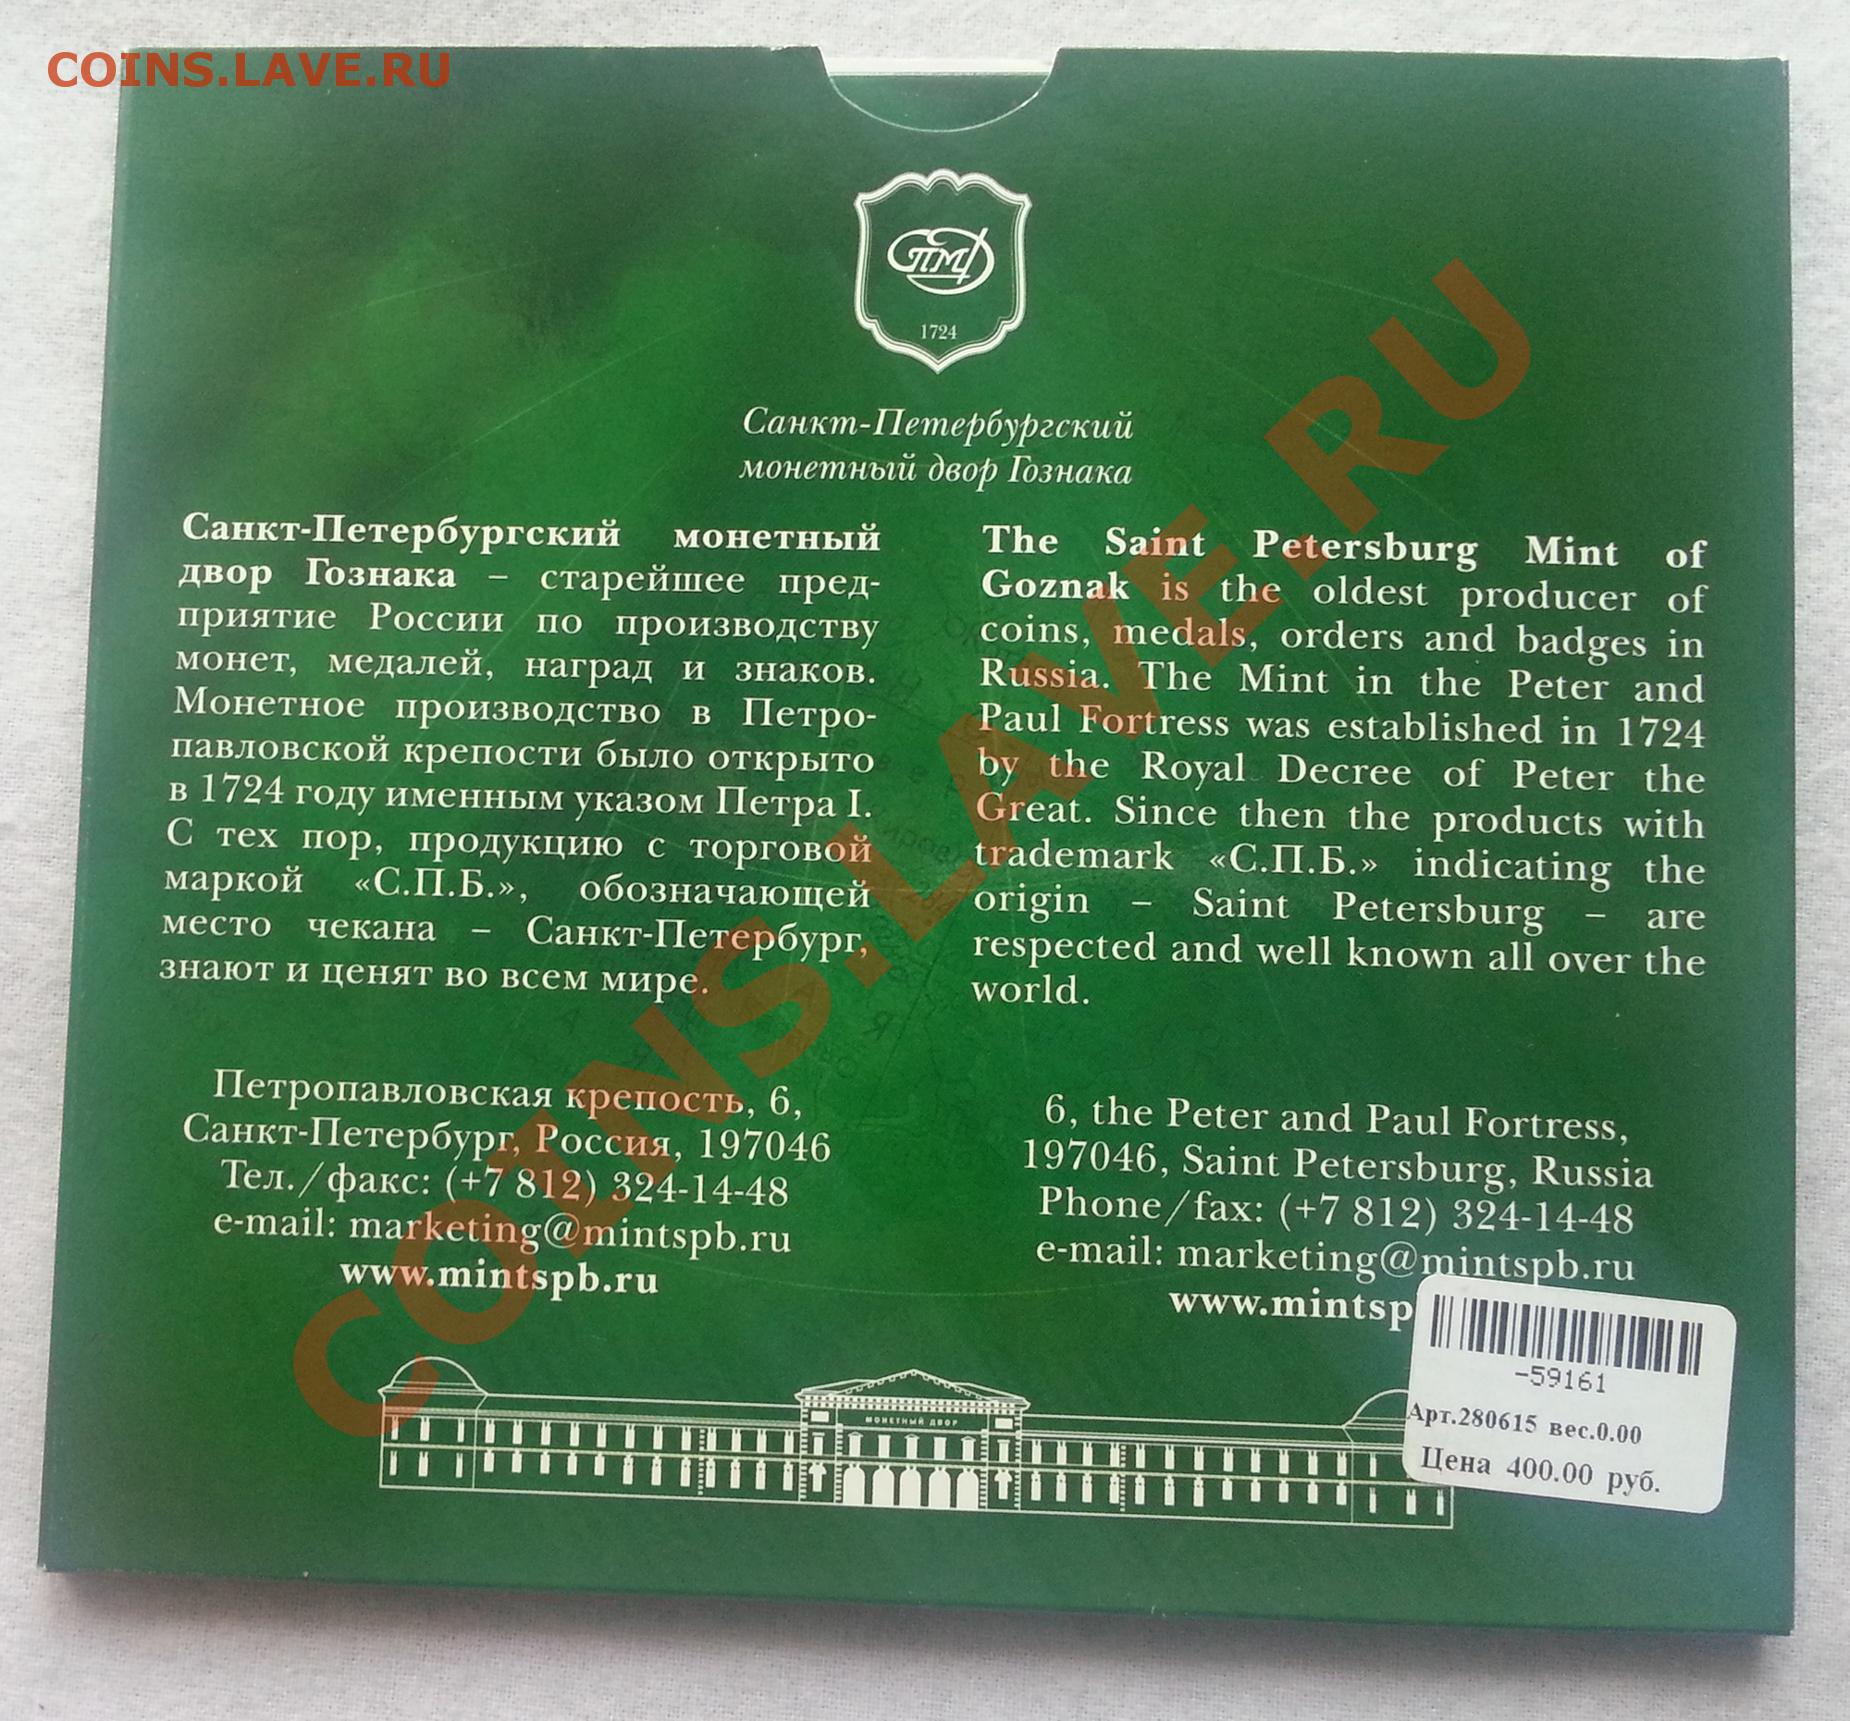 COINS.LAVE.RU
СПМД
1724
Санкт-Петербургский
монетный двор Гознака
Санкт-Петербургский монетный
двор Гознака – старейшее пред-
приятие России по производству
монет, медалей, наград и знаков.
Монетное производство в Петро-
павловской крепости было открыто
в 1724 году именным указом Петра I.
С тех пор, продукцию с торговой
маркой «С.П.Б.», обозначающей
место чекана – Санкт-Петербург,
знают и ценят во всем мире.
The Saint Petersburg Mint of
Goznak is the oldest producer of
coins, medals, orders and badges in
Russia. The Mint in the Peter and
Paul Fortress was established in 1724
by the Royal Decree of Peter the
Great. Since then the products with
trademark «С.П.Б.» indicating the
origin – Saint Petersburg – are
respected and well known all over the
world.
Петропавловская крепость, 6,
Санкт-Петербург, Россия, 197046
Тел./факс: (+7 812) 324-14-48
e-mail: marketing@mintspb.ru
www.mintspb.ru
6, the Peter and Paul Fortress,
197046, Saint Petersburg, Russia
Phone/fax: (+7 812) 324-14-48
e-mail: marketing@mintspb.ru
www.mintsp
МОНЕТНЫЙ ДВОР
-59161
Арт.280615 вес.0.00
Цена 400.00 руб.
COINS.LAVE.RU